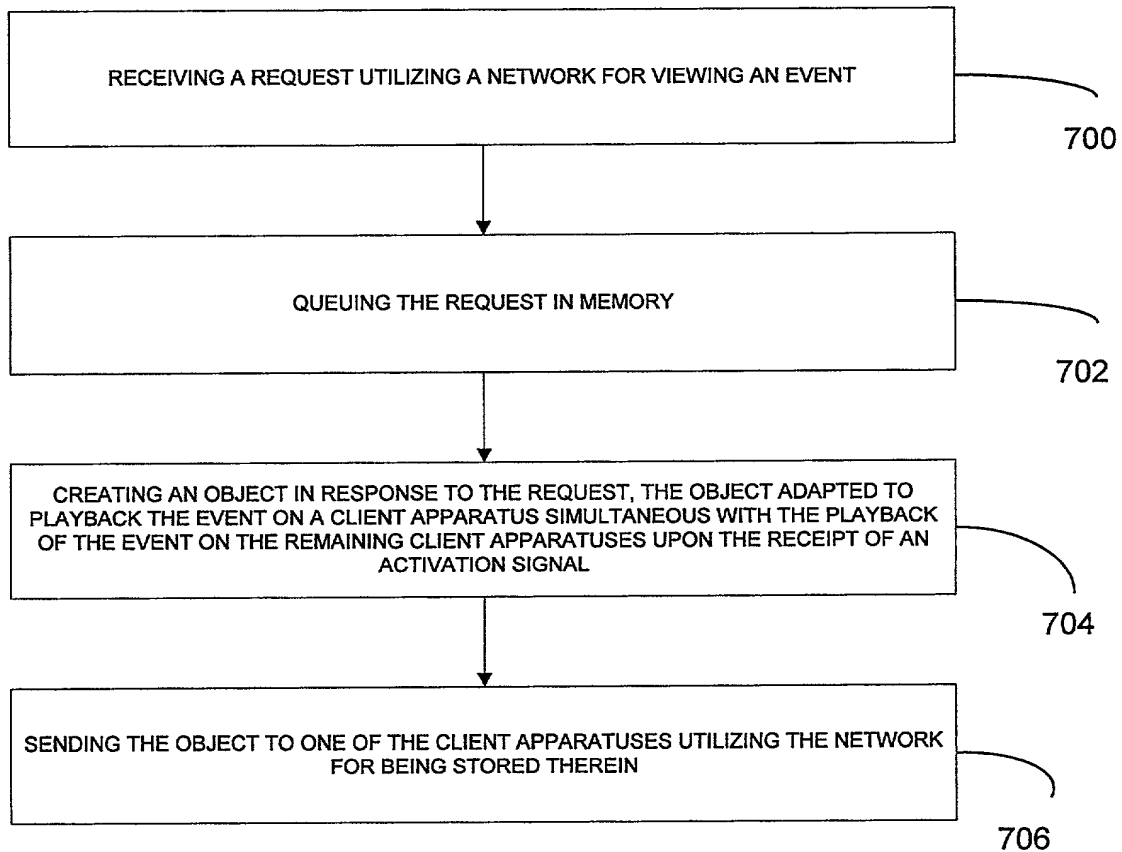 RECEIVING A REQUEST UTILIZING A NETWORK FOR VIEWING AN EVENT
700
QUEUING THE REQUEST IN MEMORY
702
CREATING AN OBJECT IN RESPONSE TO THE REQUEST, THE OBJECT ADAPTED TO
PLAYBACK THE EVENT ON A CLIENT APPARATUS SIMULTANEOUS WITH THE PLAYBACK
OF THE EVENT ON THE REMAINING CLIENT APPARATUSES UPON THE RECEIPT OF AN
ACTIVATION SIGNAL
704
SENDING THE OBJECT TO ONE OF THE CLIENT APPARATUSES UTILIZING THE NETWORK
FOR BEING STORED THEREIN
706